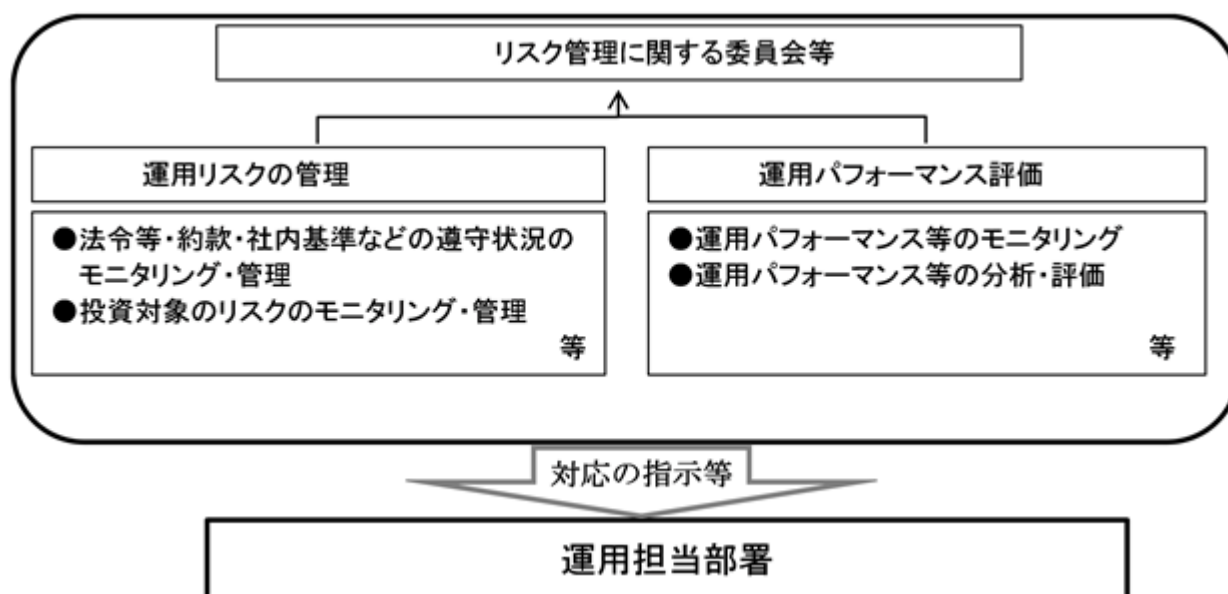 リスク管理に関する委員会等
運用リスクの管理
●法令等・約款・社内基準などの遵守状況の
モニタリング・管理
●投資対象のリスクのモニタリング・管理
等
運用パフォーマンス評価
●運用パフォーマンス等のモニタリング
●運用パフォーマンス等の分析・評価
等
対応の指示等
運用担当部署